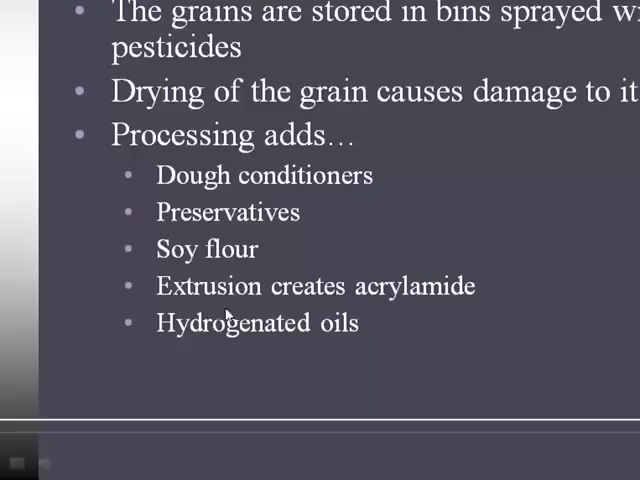 The grains are stored in bins sprayed
pesticides
Drying of the grain causes damage to it
Processing adds...
Dough conditioners
Preservatives
Soy flour
Extrusion creates acrylamide
Hydrogenated oils